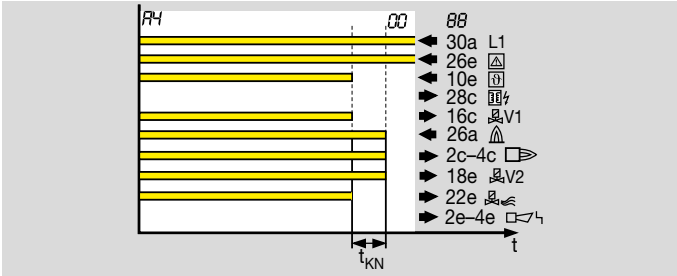 A4 00 88
30a L1
26e
10e
28c
16c V1
26a
2c–4c
18e V2
22e
2e–4e
t
tKN